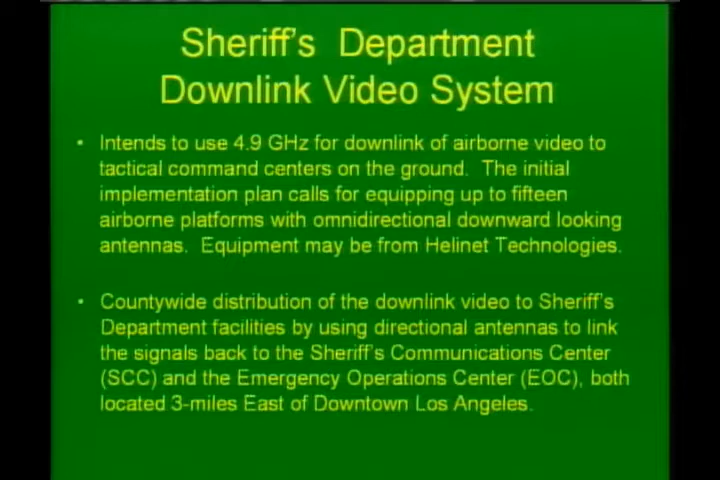 Sheriff's Department
Downlink Video System
• Intends to use 4.9 GHz for downlink of airborne video to
tactical command centers on the ground. The initial
implementation plan calls for equipping up to fifteen
airborne platforms with omnidirectional downward looking
antennas. Equipment may be from Helinet Technologies.
• Countywide distribution of the downlink video to Sheriff's
Department facilities by using directional antennas to link
the signals back to the Sheriff's Communications Center
(SCC) and the Emergency Operations Center (EOC), both
located 3-miles East of Downtown Los Angeles.